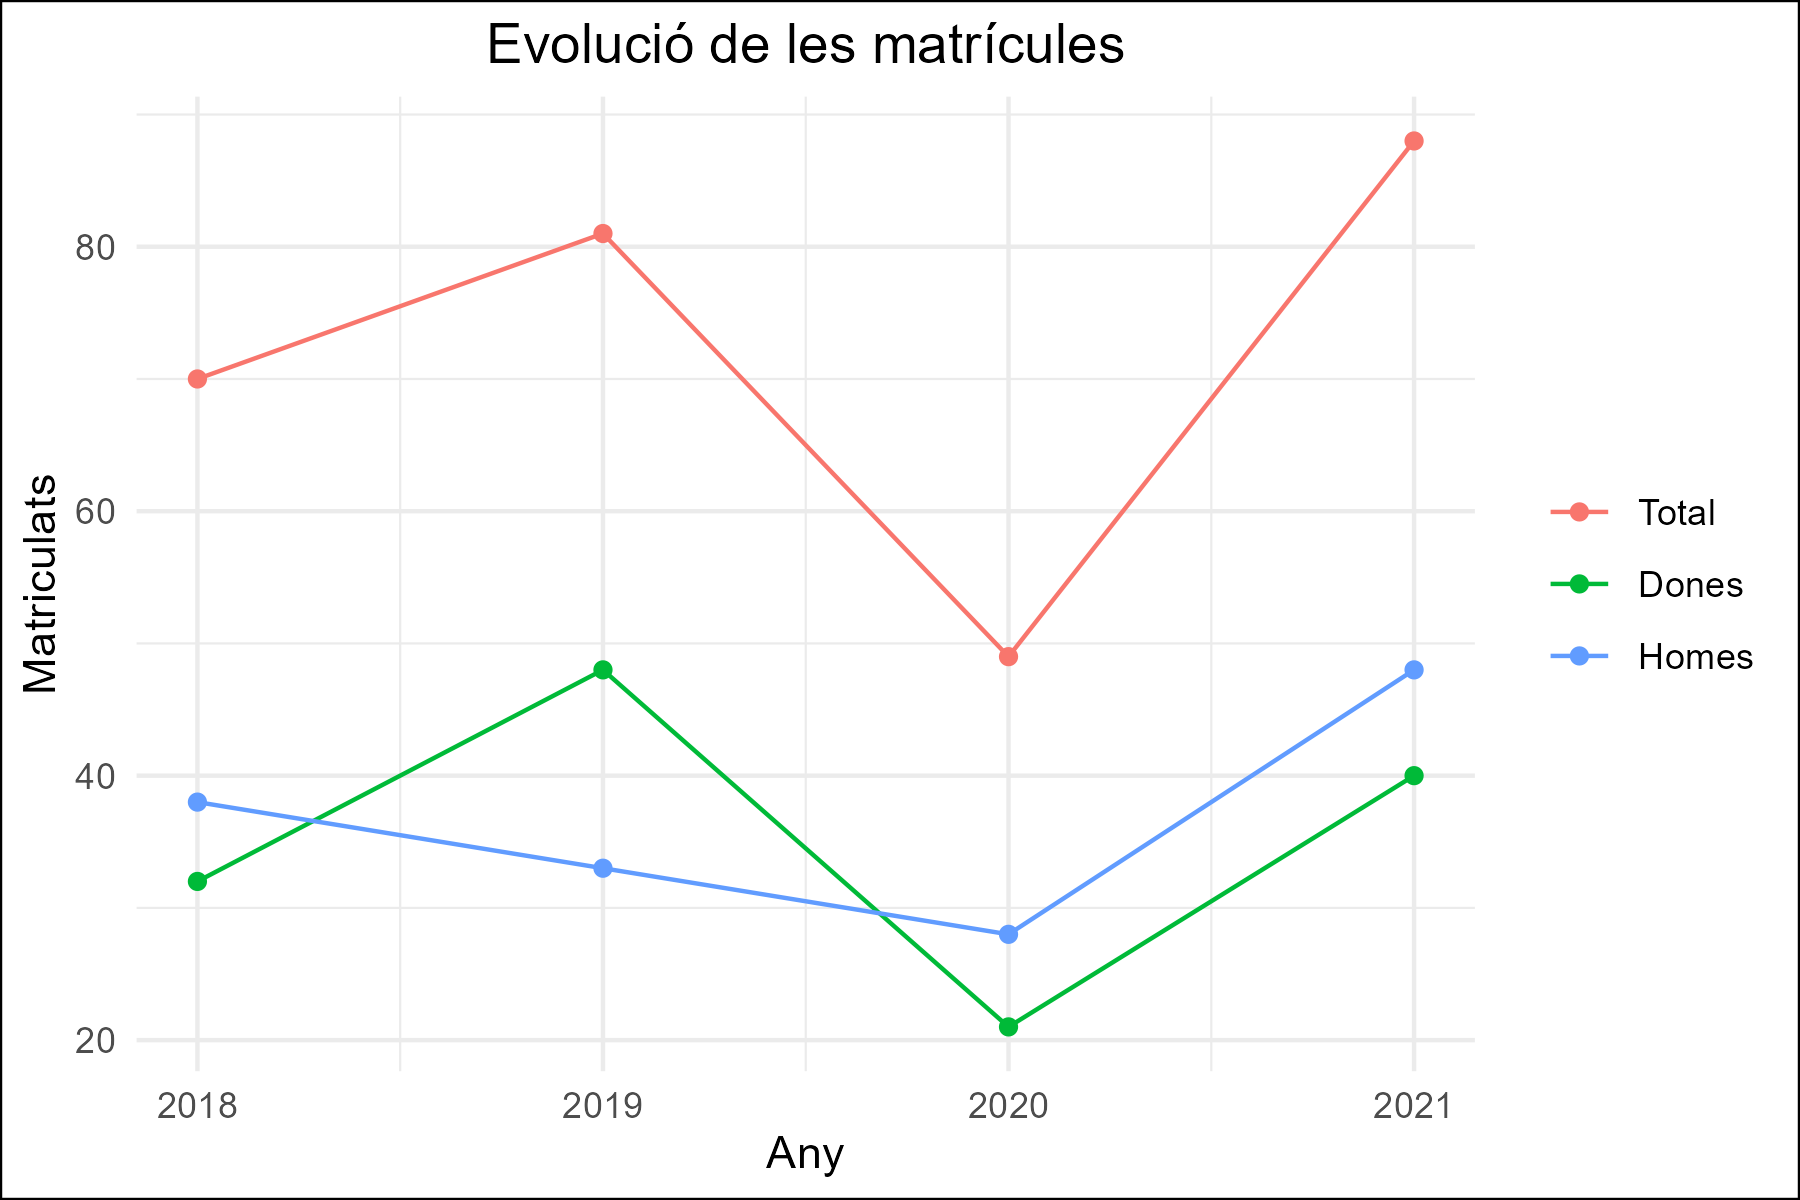 Evolució de les matrícules
Matriculats
80
60
40
20
2018
2019
2020
2021
Any
Total
Dones
Homes